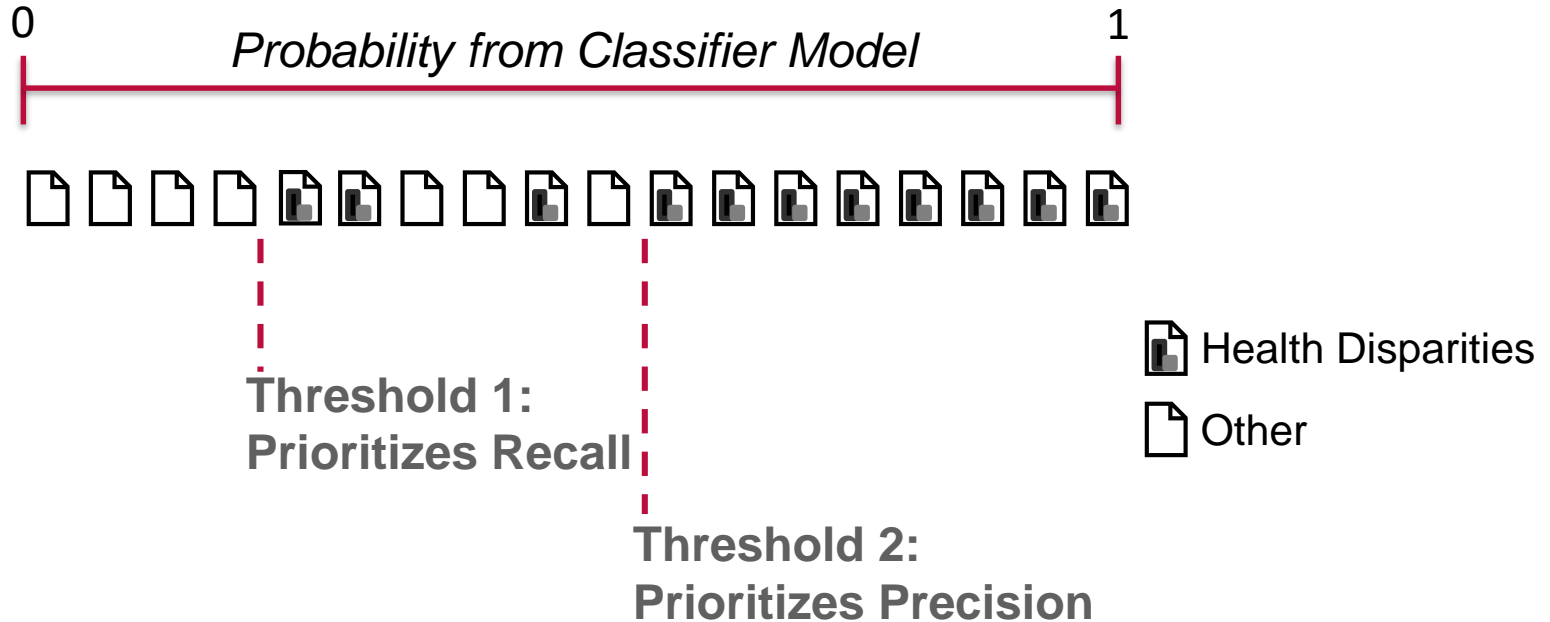 0
1
Probability from Classifier Model
Threshold 1:
Prioritizes Recall
Threshold 2:
Prioritizes Precision
Health Disparities
Other